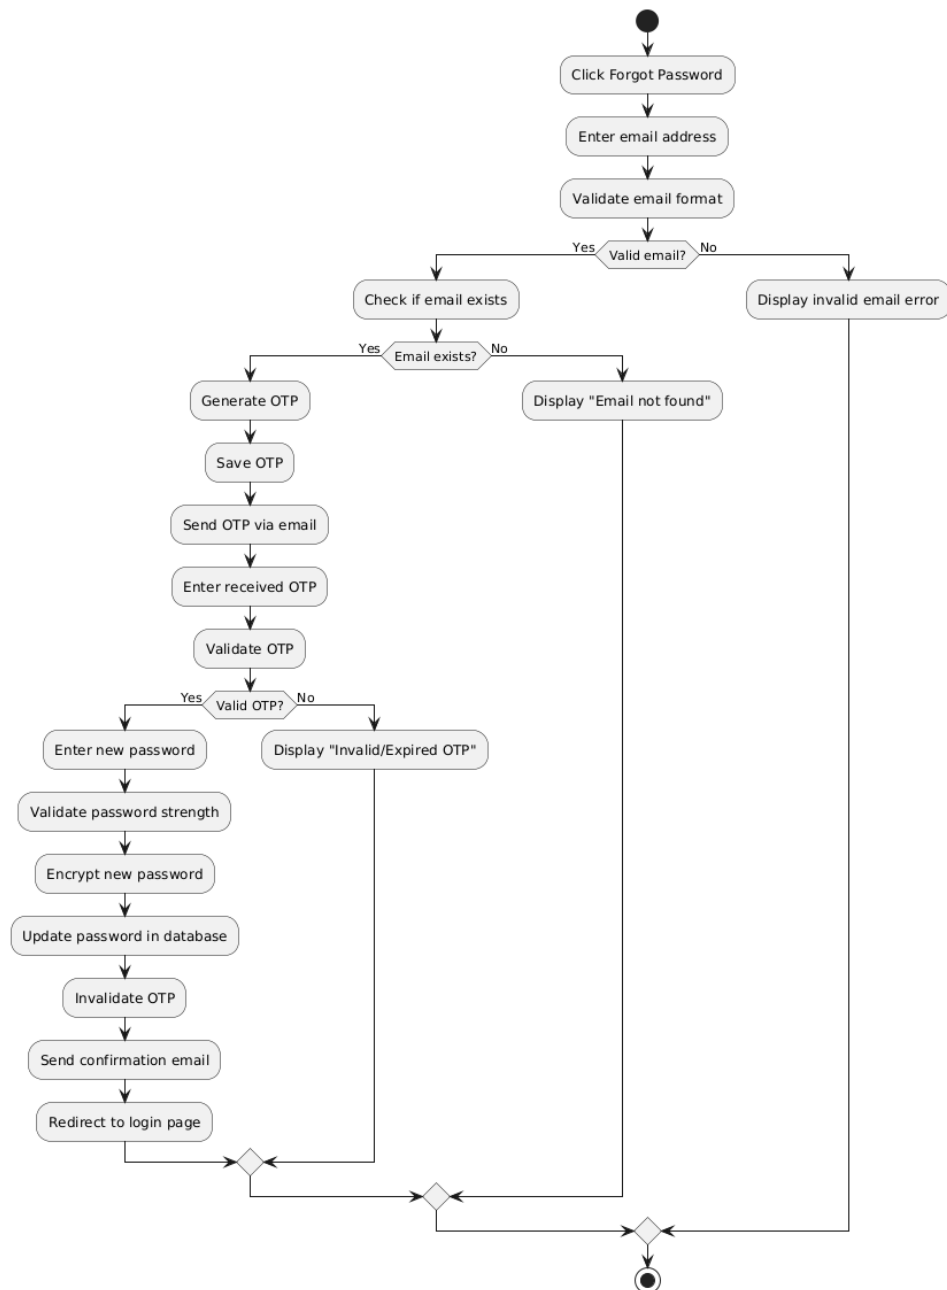 Click Forgot Password
Enter email address
Validate email format
Yes
Valid email?
No
Check if email exists
Display invalid email error
Yes
Email exists?
No
Generate OTP
Display "Email not found"
Save OTP
Send OTP via email
Enter received OTP
Validate OTP
Yes
Valid OTP?
No
Enter new password
Display "Invalid/Expired OTP"
Validate password strength
Encrypt new password
Update password in database
Invalidate OTP
Send confirmation email
Redirect to login page